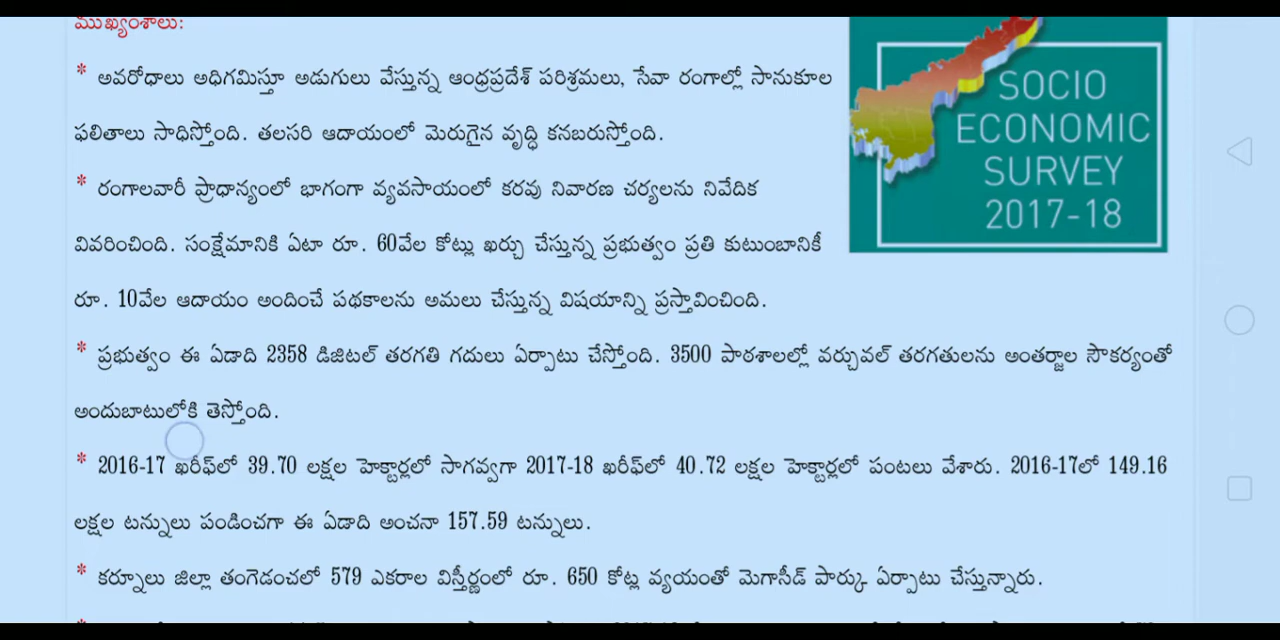 ముఖ్యంశాలు:
* అవరోధాలు అధిగమిస్తూ అడుగులు వేస్తున్న ఆంధ్రప్రదేశ్ పరిశ్రమలు, సేవా రంగాల్లో సానుకూల
ఫలితాలు సాధిస్తోంది. తలసరి ఆదాయంలో మెరుగైన వృద్ధి కనబరుస్తోంది.
* రంగాలవారీ ప్రాధాన్యంలో భాగంగా వ్యవసాయంలో కరవు నివారణ చర్యలను నివేదిక
వివరించింది. సంక్షేమానికి ఏటా రూ. 60వేల కోట్లు ఖర్చు చేస్తున్న ప్రభుత్వం ప్రతి కుటుంబానికీ
రూ. 10వేల ఆదాయం అందించే పథకాలను అమలు చేస్తున్న విషయాన్ని ప్రస్తావించింది.
SOCIO
ECONOMIC
SURVEY
2017-18
* ప్రభుత్వం ఈ ఏడాది 2358 డిజిటల్ తరగతి గదులు ఏర్పాటు చేస్తోంది. 3500 పాఠశాలల్లో వర్చువల్ తరగతులను అంతర్జాల సౌకర్యంతో
అందుబాటులోకి తెస్తోంది.
* 2016-17 ఖరీఫ్‌లో 39.70 లక్షల హెక్టార్లలో సాగవ్వగా 2017-18 ఖరీఫ్‌లో 40.72 లక్షల హెక్టార్లలో పంటలు వేశారు. 2016-17లో 149.16
లక్షల టన్నులు పండించగా ఈ ఏడాది అంచనా 157.59 టన్నులు.
* కర్నూలు జిల్లా తంగెడంచలో 579 ఎకరాల విస్తీర్ణంలో రూ. 650 కోట్ల వ్యయంతో మెగాసీడ్ పార్కు ఏర్పాటు చేస్తున్నారు.